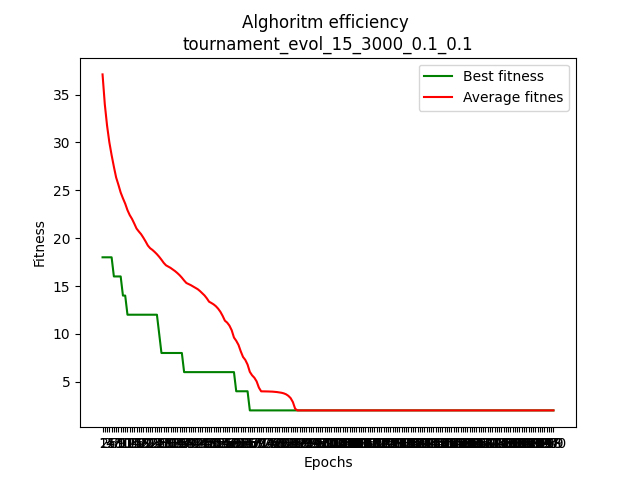 Alghoritm efficiency
tournament_evol_15_3000_0.1_0.1
Best fitness
Average fitnes
35
30
25
20
15
10
5
Fitness
Epochs